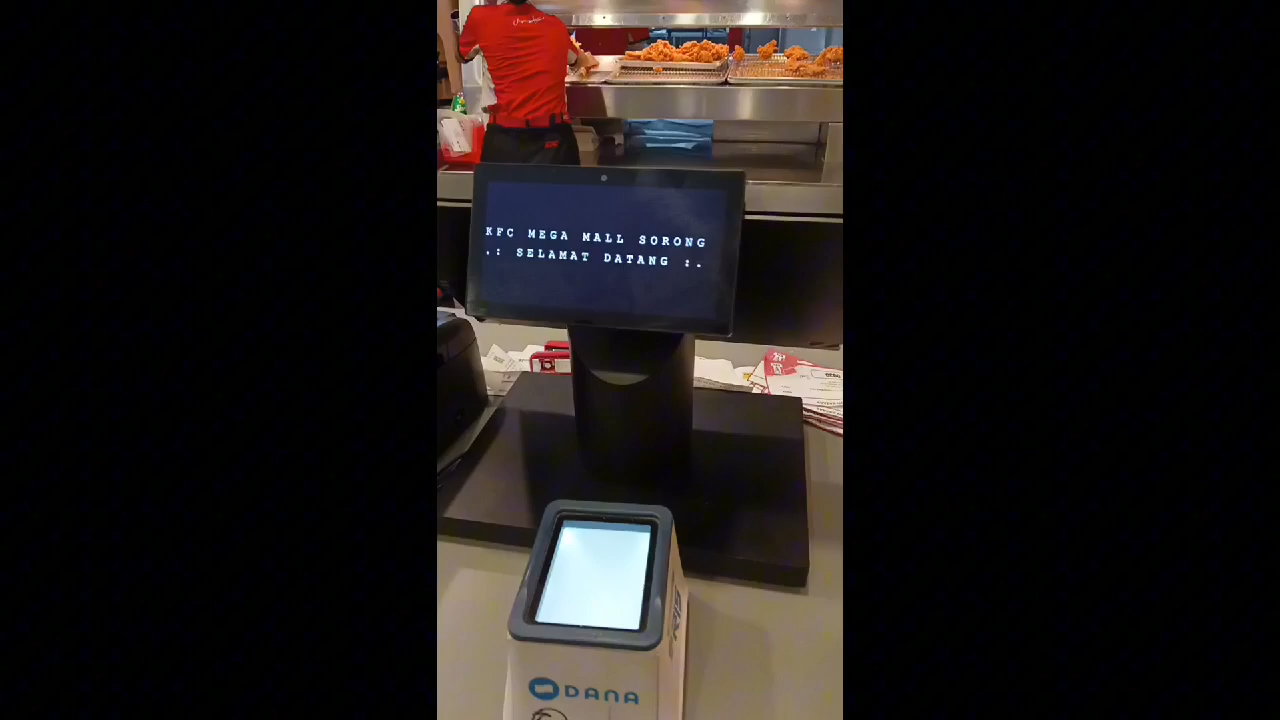 KFC MEGA MALL SORONG
.: SELAMAT DATANG :.
DANA